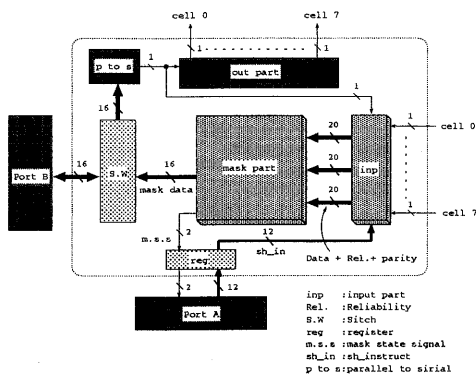 cell 0 cell 7
1 1
p to s 1 out part
16 1
20 cell 0
1
Port B 16 S.W. 16 mask part 20 inp
mask data
20 1
cell 7
m.s.s 2 12
reg sh_in Data + Rel.+ parity
2 12
Port A
inp :input part
Rel. : Reliability
S.W :Sitch
reg :register
m.s.s :mask state signal
sh_in :sh_instruct
p to s:parallel to sirial